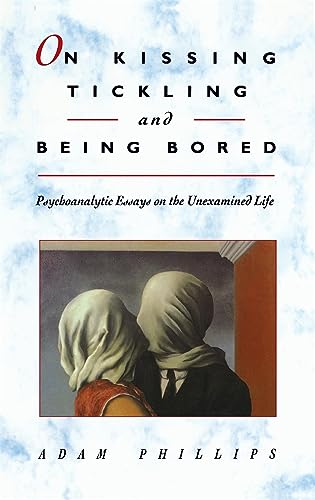 ON KISSING
TICKLING
and
BEING BORED
Psychoanalytic Essays on the Unexamined Life
ADAM PHILLIPS